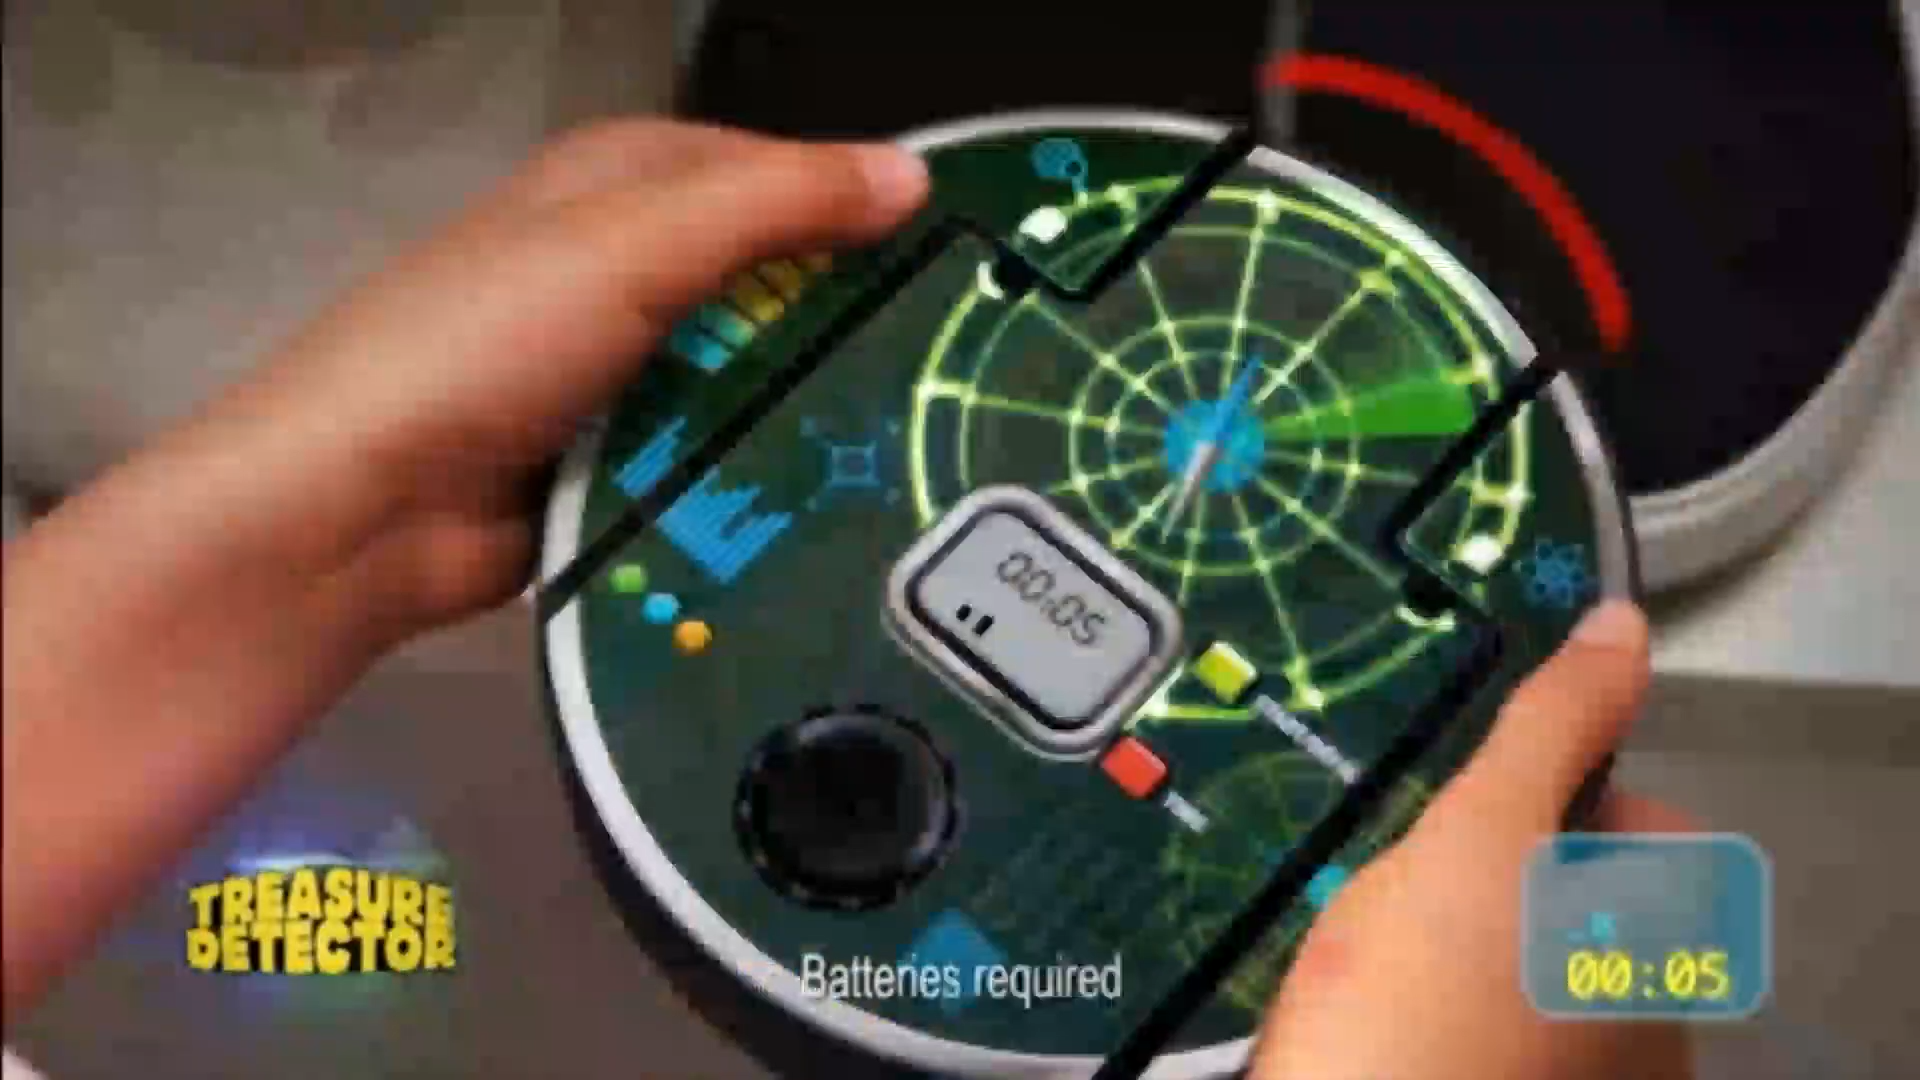 00:05
TREASURE
DETECTOR
Batteries required
00:05